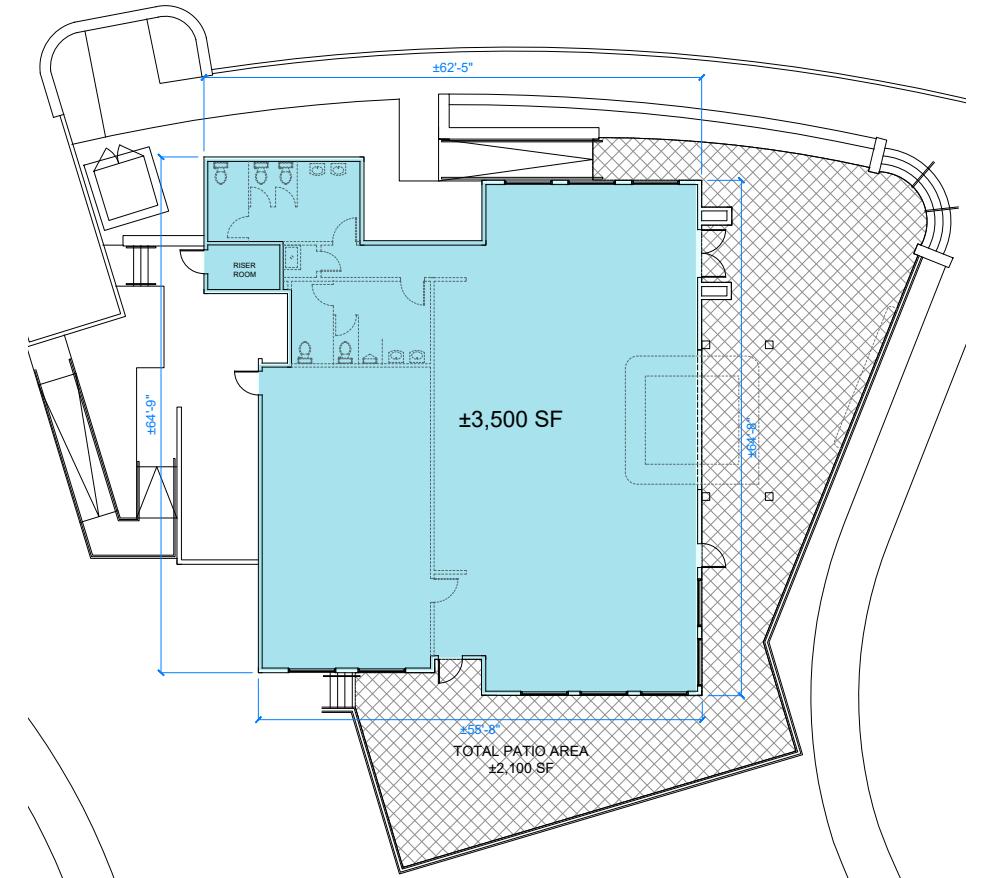 ±62'-5"
RISER
ROOM
±64'-9"
±3,500 SF
±64'-8"
±55'-8"
TOTAL PATIO AREA
±2,100 SF